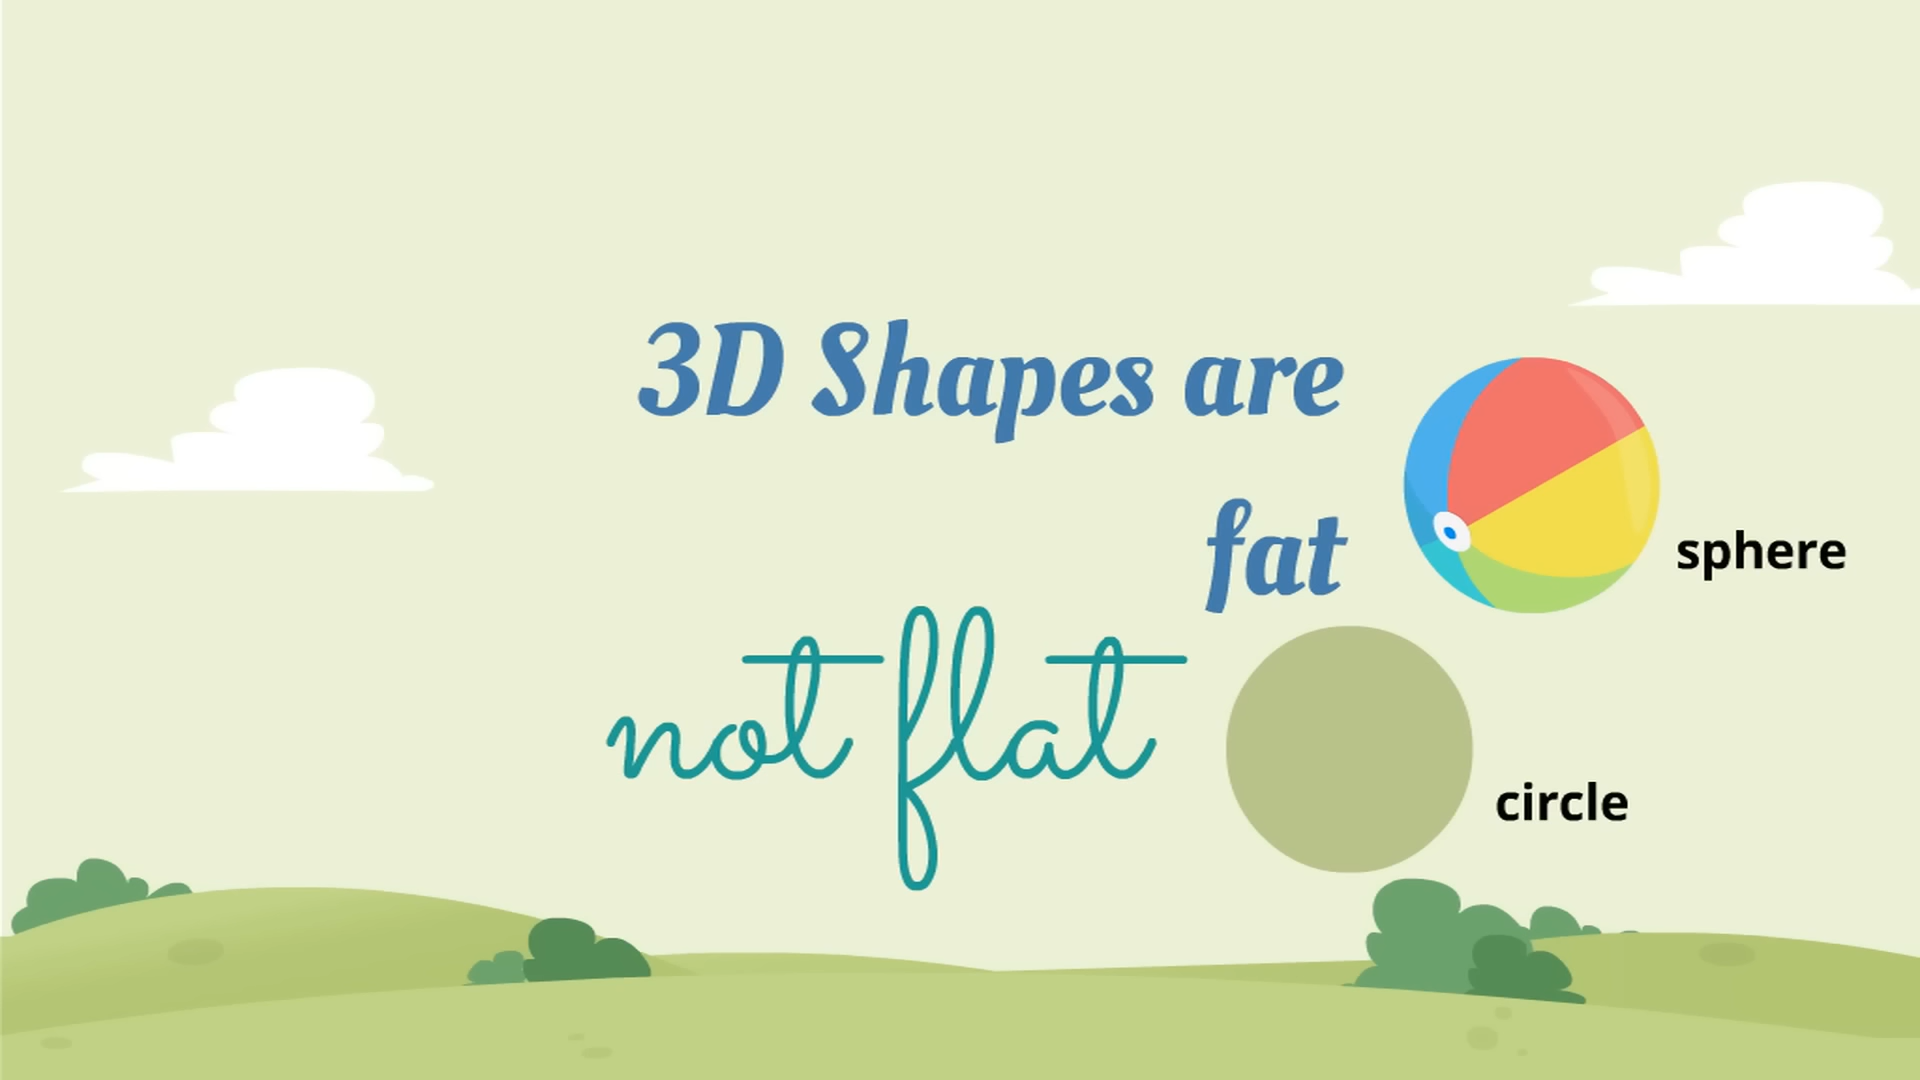 3D Shapes are
fat
sphere
not flat
circle